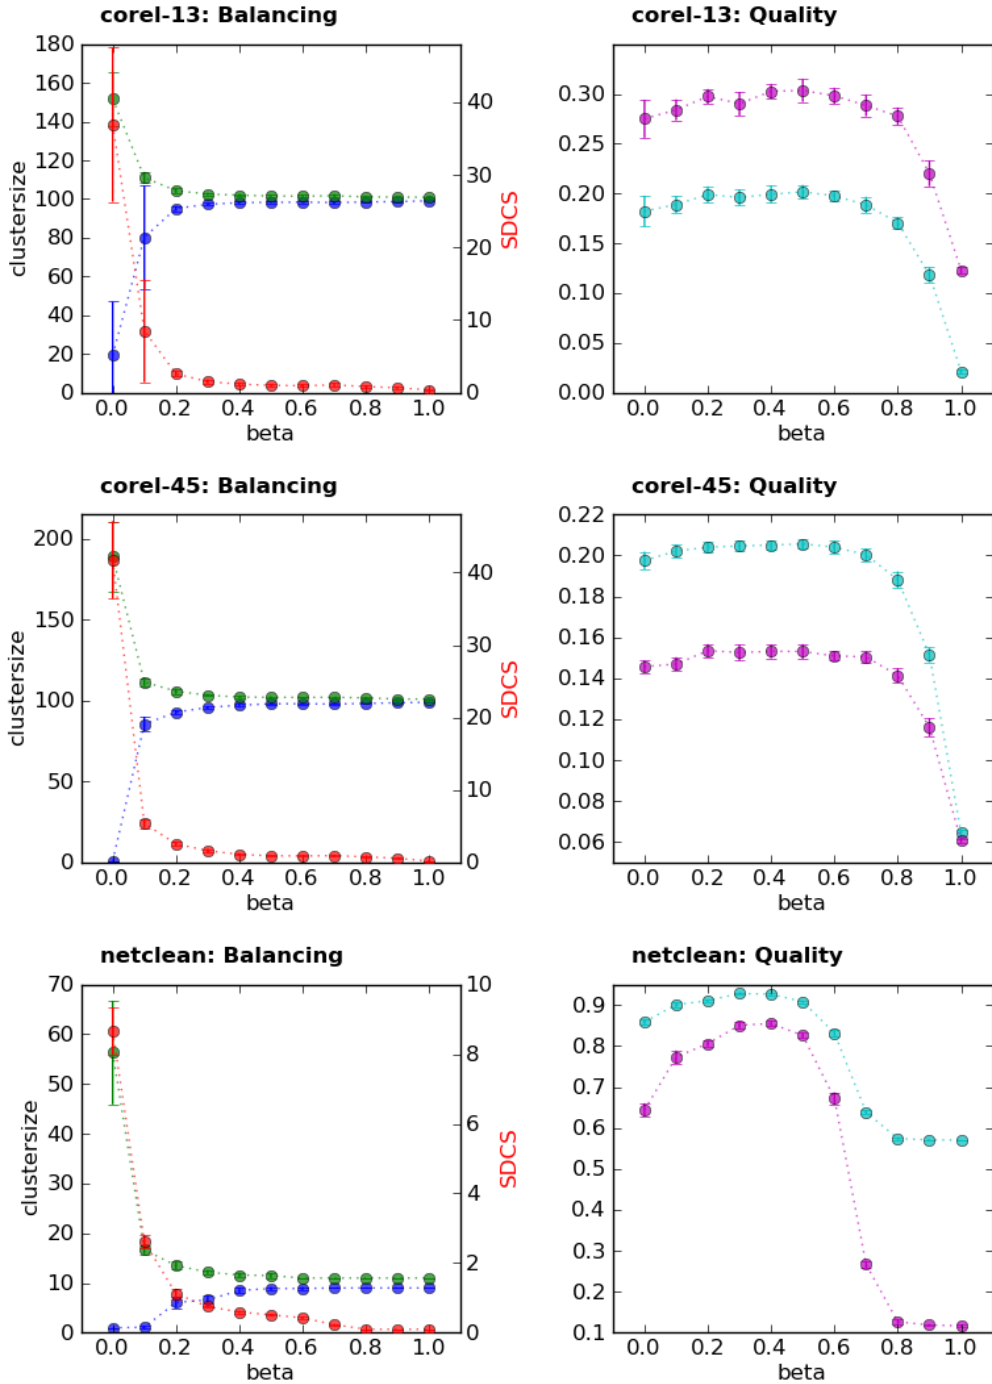 corel-13: Balancing
180
160
140
120
100
80
60
40
20
0
clustersize
40
30
20
10
0
SDCS
0.0 0.2 0.4 0.6 0.8 1.0
beta
corel-13: Quality
0.30
0.25
0.20
0.15
0.10
0.05
0.00
0.0 0.2 0.4 0.6 0.8 1.0
beta
corel-45: Balancing
200
150
100
50
0
clustersize
40
30
20
10
0
SDCS
0.0 0.2 0.4 0.6 0.8 1.0
beta
corel-45: Quality
0.22
0.20
0.18
0.16
0.14
0.12
0.10
0.08
0.06
0.0 0.2 0.4 0.6 0.8 1.0
beta
netclean: Balancing
70
60
50
40
30
20
10
0
clustersize
10
8
6
4
2
0
SDCS
0.0 0.2 0.4 0.6 0.8 1.0
beta
netclean: Quality
0.9
0.8
0.7
0.6
0.5
0.4
0.3
0.2
0.1
0.0 0.2 0.4 0.6 0.8 1.0
beta